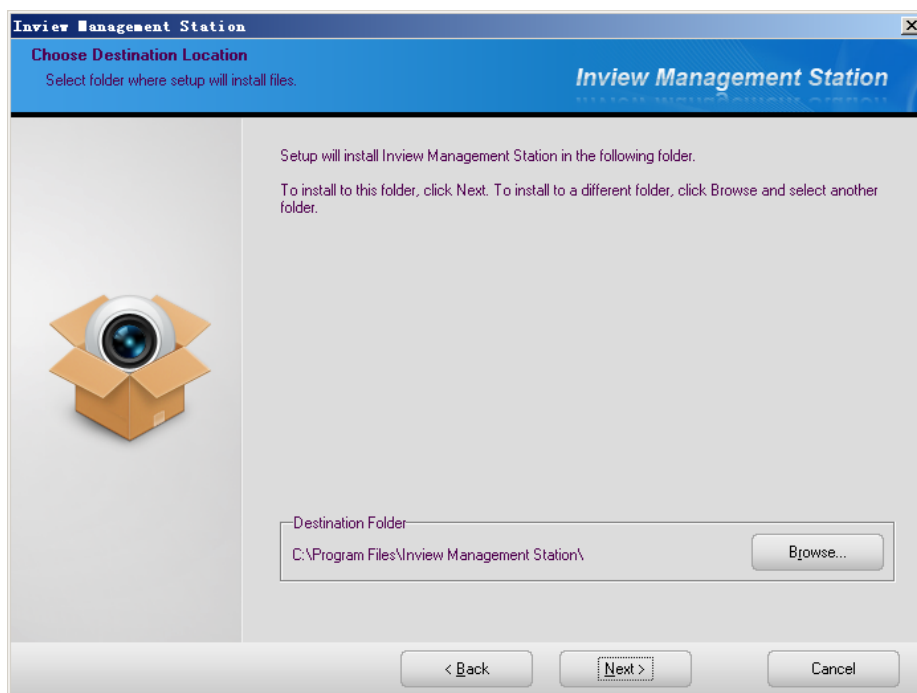 Inview Management Station
Choose Destination Location
Select folder where setup will install files.
Inview Management Station
Setup will install Inview Management Station in the following folder.
To install to this folder, click Next. To install to a different folder, click Browse and select another
folder.
Destination Folder
C:\Program Files\Inview Management Station\
Browse...
< Back
Next >
Cancel